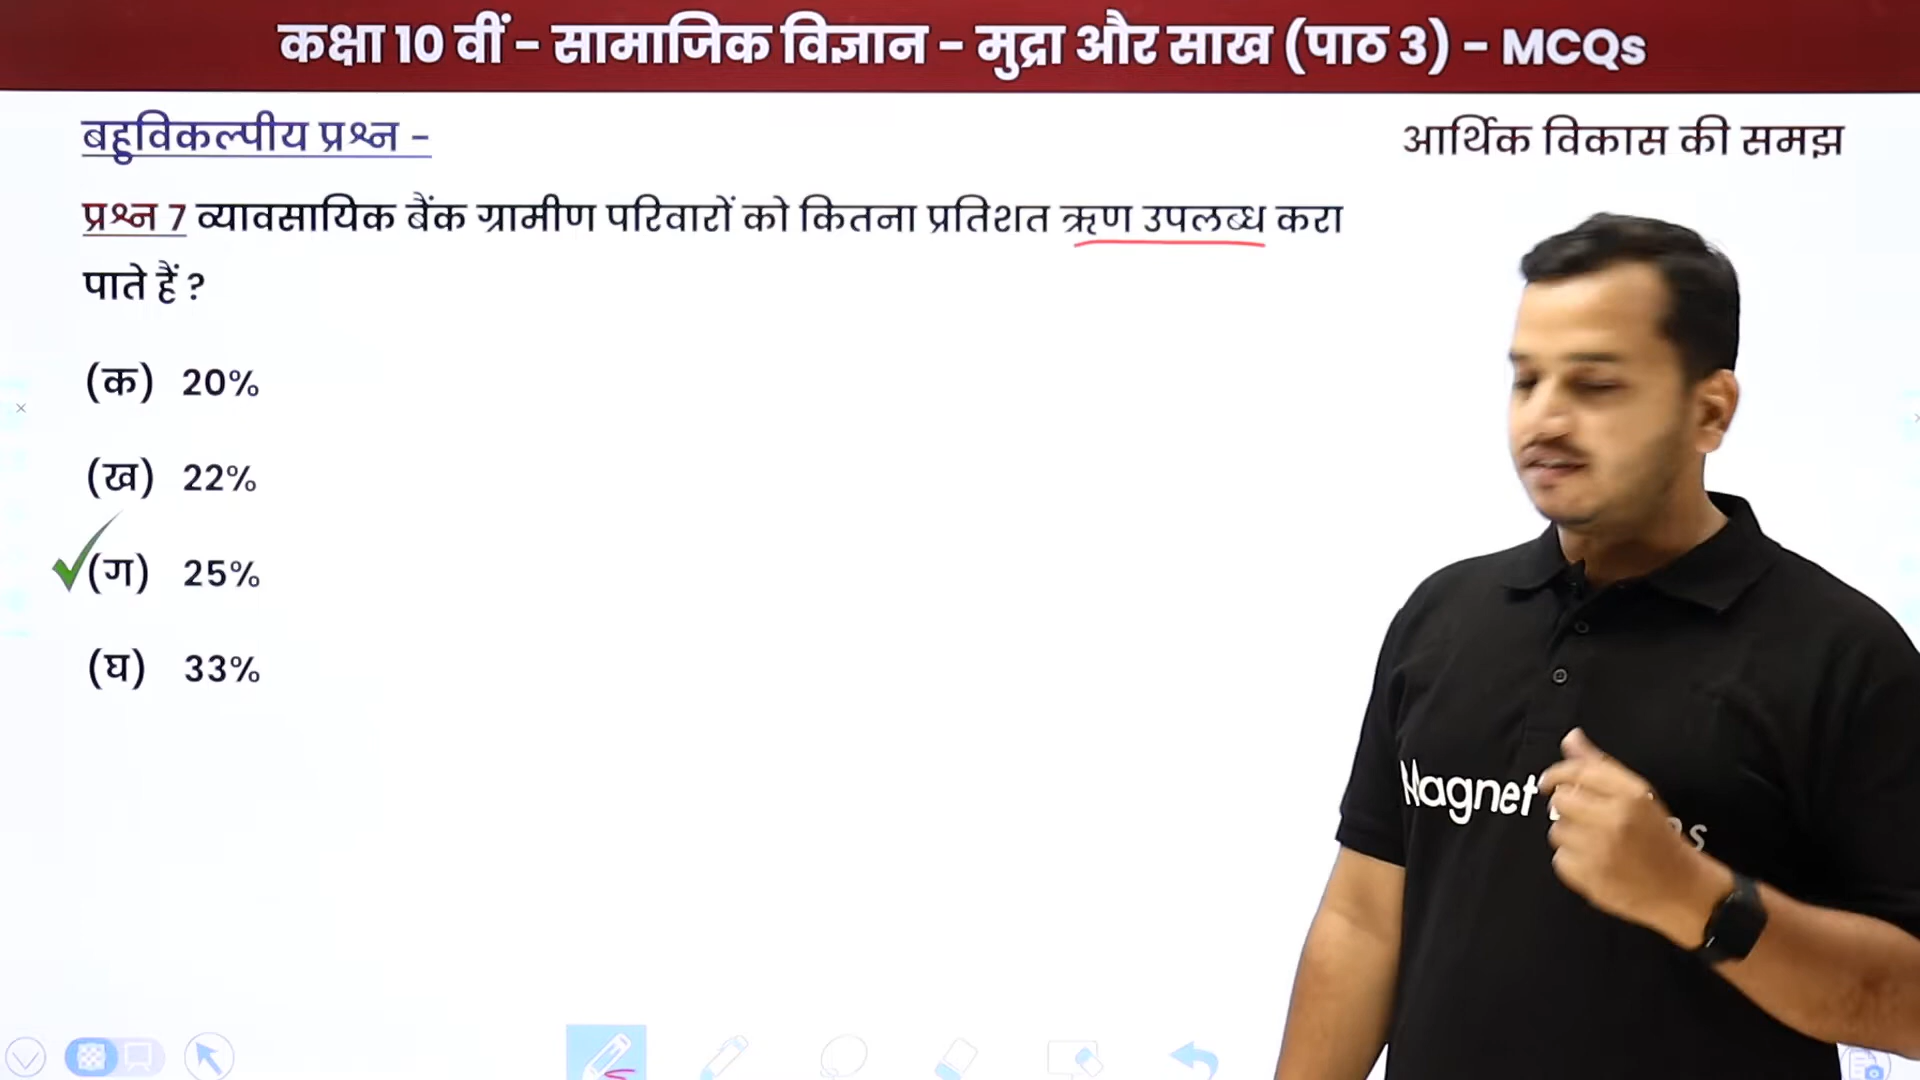 कक्षा 10 वीं - सामाजिक विज्ञान - मुद्रा और साख (पाठ 3) - MCQs
बहुविकल्पीय प्रश्न -
आर्थिक विकास की समझ
प्रश्न 7 व्यावसायिक बैंक ग्रामीण परिवारों को कितना प्रतिशत ऋण उपलब्ध करा
पाते हैं ?
(क) 20%
(ख) 22%
(ग) 25%
(घ) 33%
Magnet